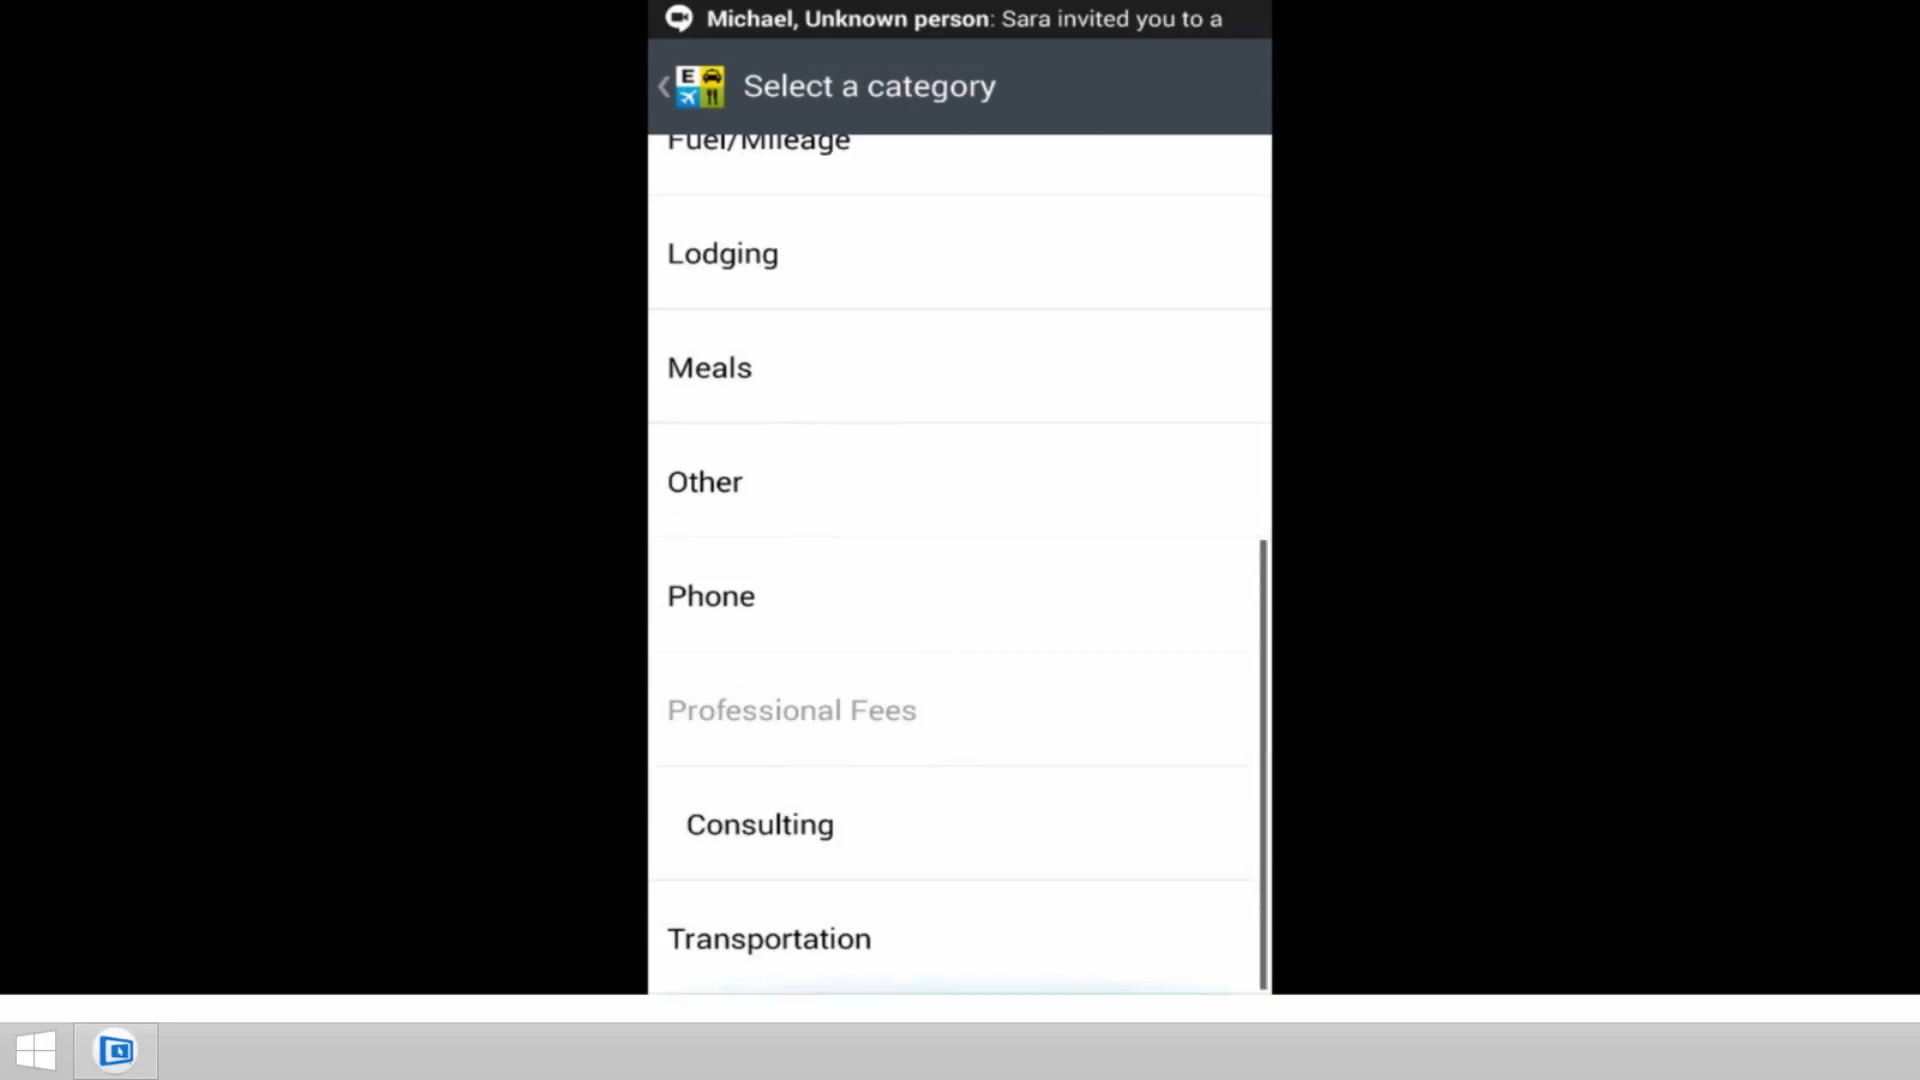 Michael, Unknown person: Sara invited you to a
E
Select a category
Fuel/Mileage
Lodging
Meals
Other
Phone
Professional Fees
Consulting
Transportation